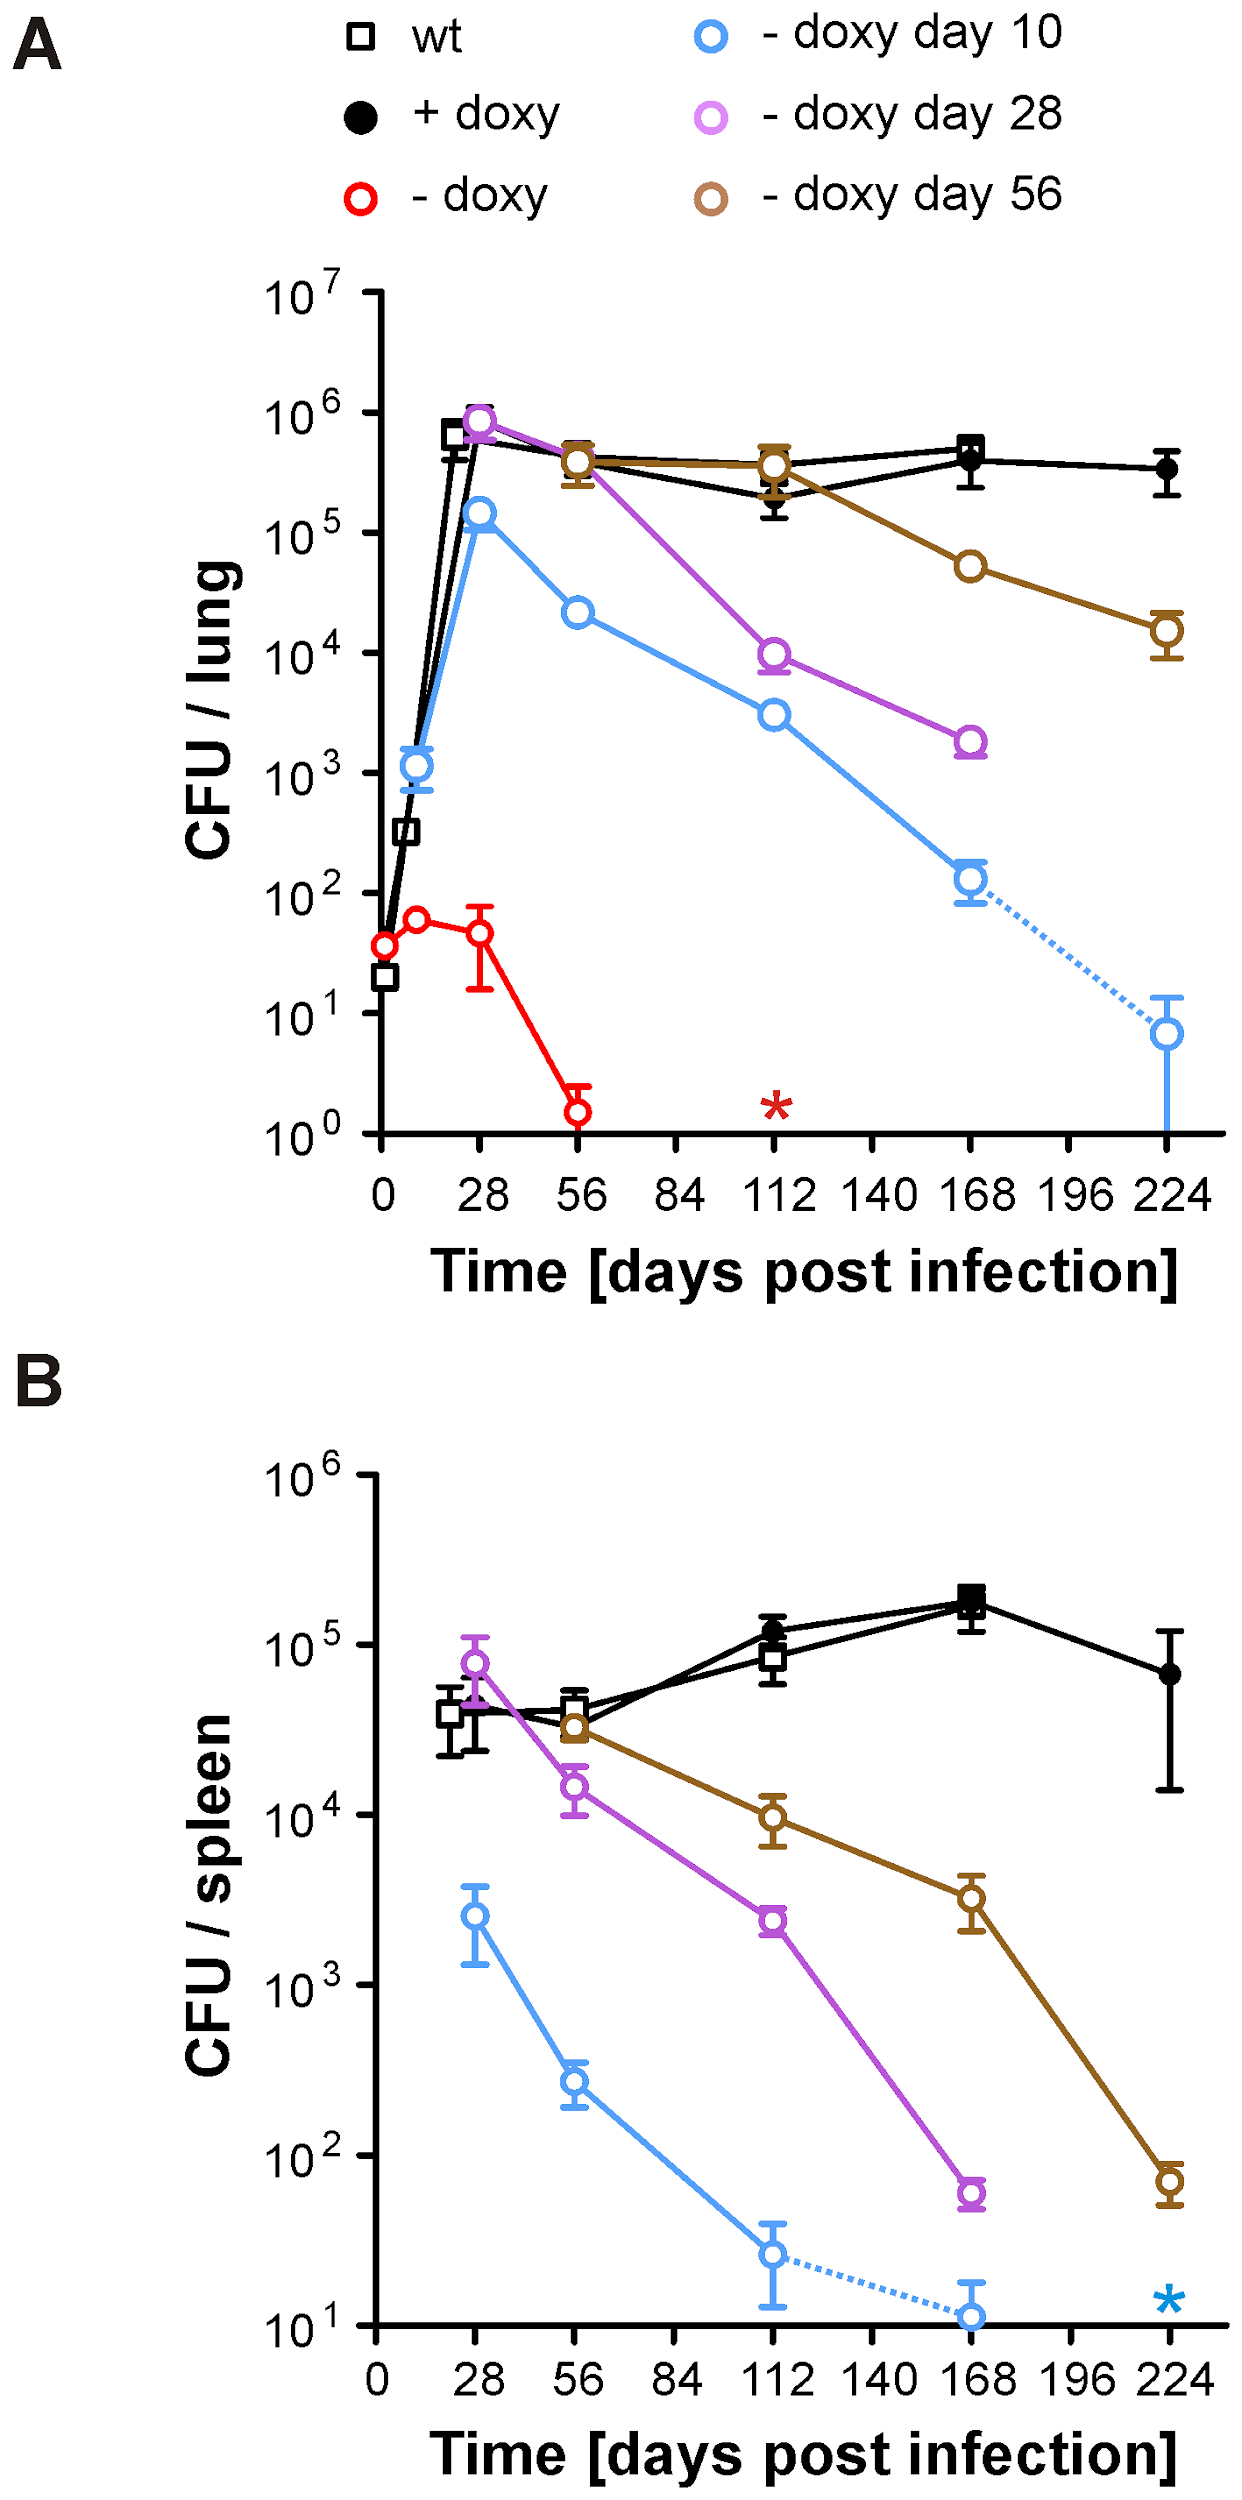 A
wt
- doxy day 10
+ doxy
- doxy day 28
- doxy
- doxy day 56
10^7
10^6
10^5
10^4
10^3
10^2
10^1
10^0
CFU / lung
*
0 28 56 84 112 140 168 196 224
Time [days post infection]
B
10^6
10^5
10^4
10^3
10^2
10^1
CFU / spleen
*
0 28 56 84 112 140 168 196 224
Time [days post infection]